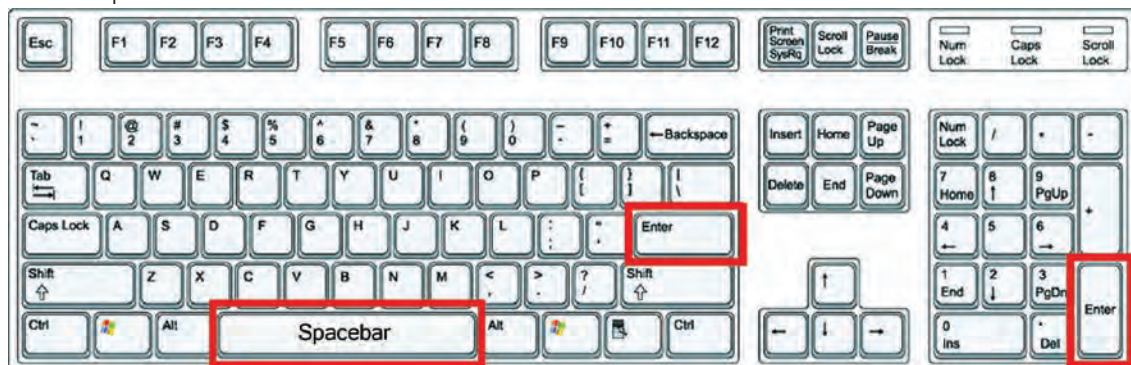 Esc F1 F2 F3 F4 F5 F6 F7 F8 F9 F10 F11 F12 Print Screen SysRq Scroll Lock Pause Break Num Lock Caps Lock Scroll Lock
~ ` ! 1 @ 2 # 3 $ 4 % 5 ^ 6 & 7 * 8 ( 9 ) 0 - + = ←Backspace Insert Home Page Up Num Lock / * -
Tab Q W E R T Y U I O P { [ } ] | \ Delete End Page Down 7 Home 8 ↑ 9 PgUp +
Caps Lock A S D F G H J K L : ; " ' Enter 4 ← 5 6 →
Shift Z X C V B N M < , > . ? / Shift ↑ 1 End 2 ↓ 3 PgDn Enter
Ctrl Alt Spacebar Alt Ctrl ← ↓ → 0 Ins . Del